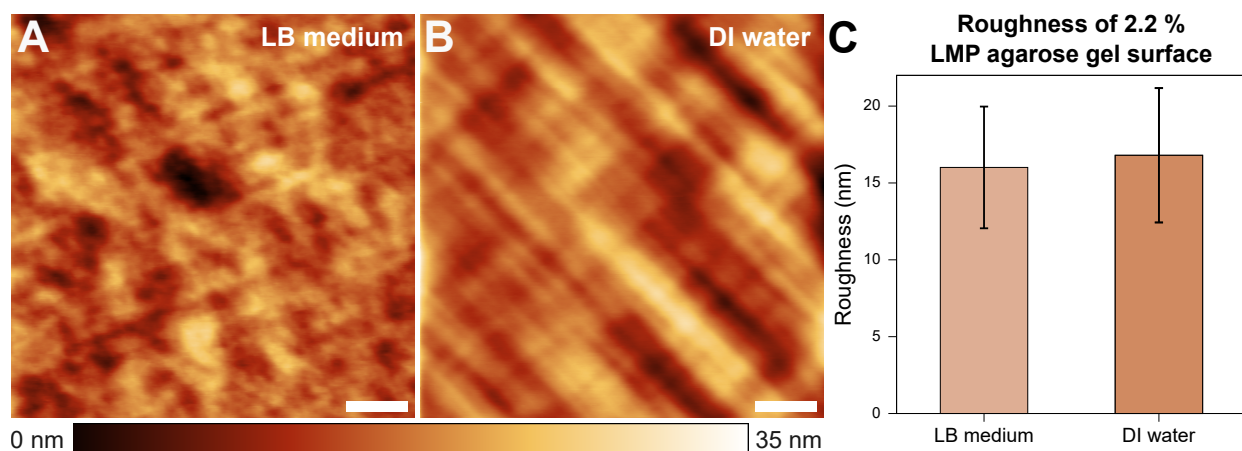 A
LB medium
B
DI water
0 nm
35 nm
C
Roughness of 2.2 %
LMP agarose gel surface
Roughness (nm)
20
15
10
5
0
LB medium
DI water